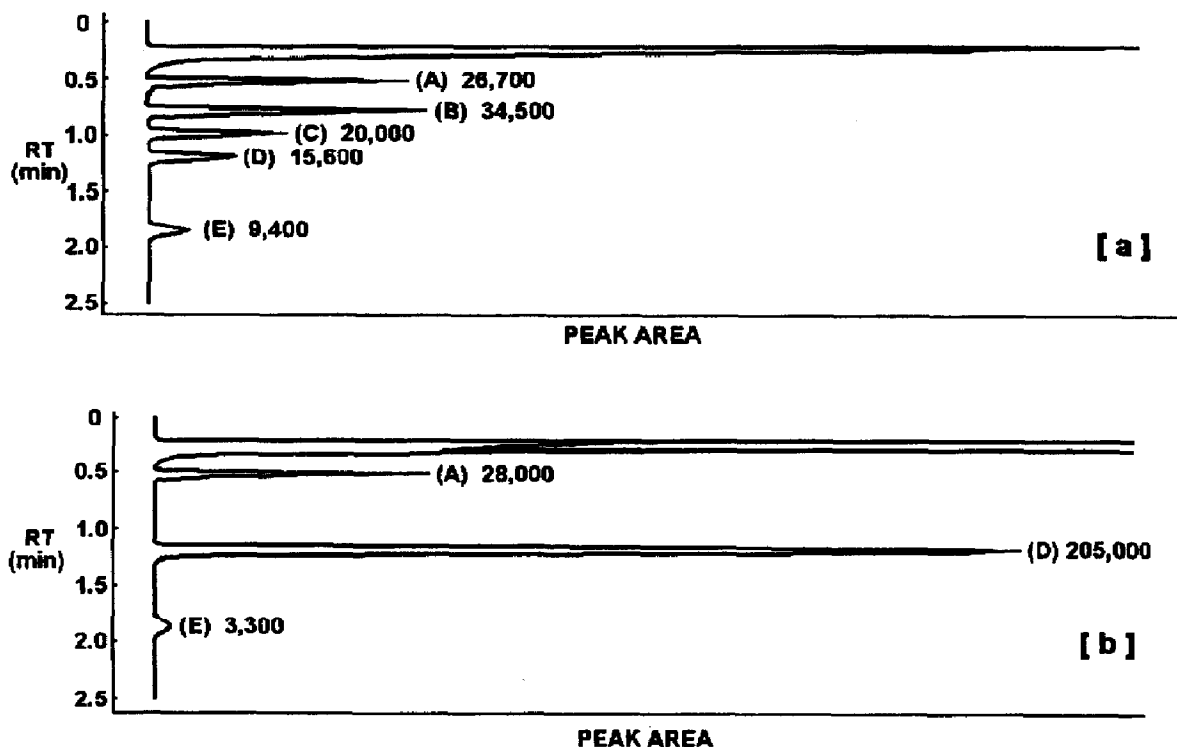 0
0.5
(A) 26,700
(B) 34,500
1.0
(C) 20,000
RT
(min)
(D) 15,600
1.5
(E) 9,400
2.0
[ a ]
2.5
PEAK AREA
0
0.5
(A) 28,000
1.0
RT
(min)
(D) 205,000
1.5
(E) 3,300
2.0
[ b ]
2.5
PEAK AREA